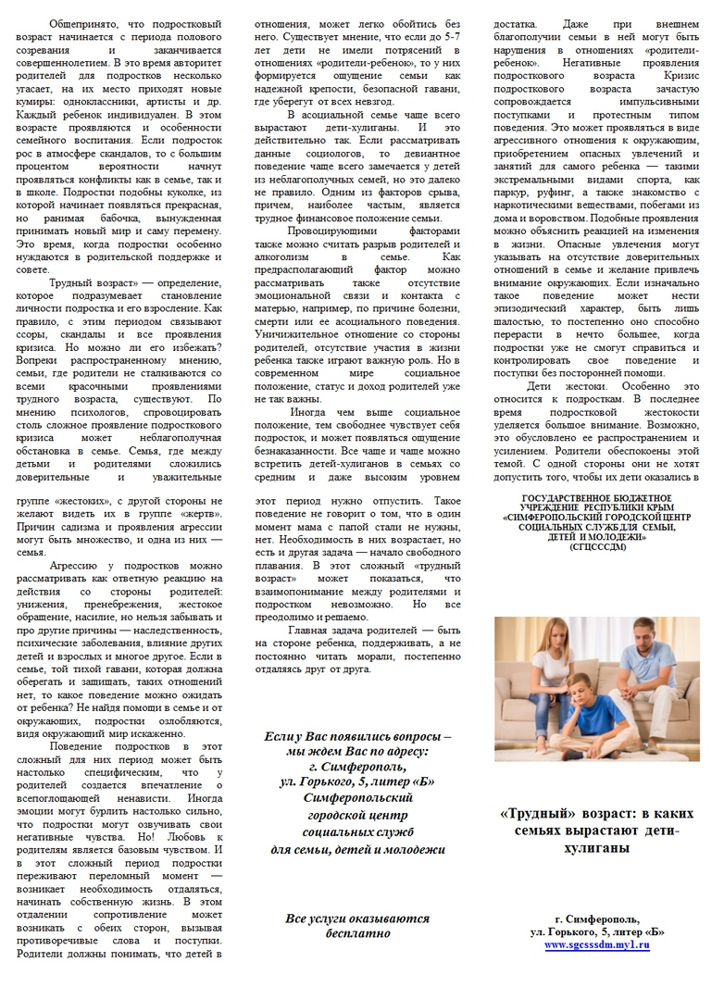 Общепринято, что подростковый
возраст начинается с периода полового
созревания и заканчивается
совершеннолетием. В это время авторитет
родителей для подростков несколько
угасает, на их место приходят новые
кумиры: одноклассники, артисты и др.
Каждый ребенок индивидуален. В этом
возрасте проявляются и особенности
семейного воспитания. Если подросток
рос в атмосфере скандалов, то с большим
процентом вероятности начнут
проявляться конфликты как в семье, так и
в школе. Подростки подобны куколке, из
которой начинает появляться прекрасная,
но ранимая бабочка, вынужденная
принимать новый мир и саму перемену.
Это время, когда подростки особенно
нуждаются в родительской поддержке и
совете.
Трудный возраст» — определение,
которое подразумевает становление
личности подростка и его взросление. Как
правило, с этим периодом связывают
ссоры, скандалы и все проявления
кризиса. Но можно ли его избежать?
Вопреки распространенному мнению,
семьи, где родители не сталкиваются со
всеми красочными проявлениями
трудного возраста, существуют. По
мнению психологов, спровоцировать
столь сложное проявление подросткового
кризиса может неблагополучная
обстановка в семье. Семья, где между
детьми и родителями сложились
доверительные и уважительные
отношения, может легко обойтись без
него. Существует мнение, что если до 5-7
лет дети не имели потрясений в
отношениях «родители-ребенок», то у них
формируется ощущение семьи как
надежной крепости, безопасной гавани,
где уберегут от всех невзгод.
В асоциальной семье чаще всего
вырастают дети-хулиганы. И это
действительно так. Если рассматривать
данные социологов, то девиантное
поведение чаще всего замечается у детей
из неблагополучных семей, но это далеко
не правило. Одним из факторов срыва,
причем, наиболее частым, является
трудное финансовое положение семьи.
Провоцирующими факторами
также можно считать разрыв родителей и
алкоголизм в семье. Как
предрасполагающий фактор можно
рассматривать также отсутствие
эмоциональной связи и контакта с
матерью, например, по причине болезни,
смерти или ее асоциального поведения.
Уничижительное отношение со стороны
родителей, отсутствие участия в жизни
ребенка также играют важную роль. Но в
современном мире социальное
положение, статус и доход родителей уже
не так важны.
Иногда чем выше социальное
положение, тем свободнее чувствует себя
подросток, и может появляться ощущение
безнаказанности. Все чаще и чаще можно
встретить детей-хулиганов в семьях со
средним и даже высоким уровнем
достатка. Даже при внешнем
благополучии семьи в ней могут быть
нарушения в отношениях «родители-
ребенок». Негативные проявления
подросткового возраста Кризис
подросткового возраста зачастую
сопровождается импульсивными
поступками и протестным типом
поведения. Это может проявляться в виде
агрессивного отношения к окружающим,
приобретением опасных увлечений и
занятий для самого ребенка — такими
экстремальными видами спорта, как
паркур, руфинг, а также знакомство с
наркотическими веществами, побегами из
дома и воровством. Подобные проявления
можно объяснить реакцией на изменения
в жизни. Опасные увлечения могут
указывать на отсутствие доверительных
отношений в семье и желание привлечь
внимание окружающих. Если изначально
такое поведение может нести
эпизодический характер, быть лишь
шалостью, то постепенно оно способно
перерасти в нечто большее, когда
подростки уже не смогут справиться и
контролировать свое поведение и
поступки без посторонней помощи.
Дети жестоки. Особенно это
относится к подросткам. В последнее
время подростковой жестокости
уделяется большое внимание. Возможно,
это обусловлено ее распространением и
усилением. Родители обеспокоены этой
темой. С одной стороны они не хотят
допустить того, чтобы их дети оказались в
группе «жестоких», с другой стороны не
желают видеть их в группе «жертв».
Причин садизма и проявления агрессии
могут быть множество, и одна из них —
семья.
Агрессию у подростков можно
рассматривать как ответную реакцию на
действия со стороны родителей:
унижения, пренебрежения, жестокое
обращение, насилие, но нельзя забывать и
про другие причины — наследственность,
психические заболевания, влияние других
детей и взрослых и многое другое. Если в
семье, той тихой гавани, которая должна
оберегать и защищать, таких отношений
нет, то какое поведение можно ожидать
от ребенка? Не найдя помощи в семье и от
окружающих, подростки озлобляются,
видя окружающий мир искаженно.
Поведение подростков в этот
сложный для них период может быть
настолько специфическим, что у
родителей создается впечатление о
всепоглощающей ненависти. Иногда
эмоции могут бурлить настолько сильно,
что подростки могут озвучивать свои
негативные чувства. Но! Любовь к
родителям является базовым чувством. И
в этот сложный период подростки
переживают переломный момент —
возникает необходимость отдаляться,
начинать собственную жизнь. В этом
отдалении сопротивление может
возникать с обеих сторон, вызывая
противоречивые слова и поступки.
Родители должны понимать, что детей в
этот период нужно отпустить. Такое
поведение не говорит о том, что в один
момент мама с папой стали не нужны,
нет. Необходимость в них возрастает, но
есть и другая задача — начало свободного
плавания. В этот сложный «трудный
возраст» может показаться, что
взаимопонимание между родителями и
подростком невозможно. Но все
преодолимо и решаемо.
Главная задача родителей — быть
на стороне ребенка, поддерживать, а не
постоянно читать морали, постепенно
отдаляясь друг от друга.
Если у Вас появились вопросы –
мы ждем Вас по адресу:
г. Симферополь,
ул. Горького, 5, литер «Б»
Симферопольский
городской центр
социальных служб
для семьи, детей и молодежи
Все услуги оказываются
бесплатно
ГОСУДАРСТВЕННОЕ БЮДЖЕТНОЕ
УЧРЕЖДЕНИЕ РЕСПУБЛИКИ КРЫМ
«СИМФЕРОПОЛЬСКИЙ ГОРОДСКОЙ ЦЕНТР
СОЦИАЛЬНЫХ СЛУЖБ ДЛЯ СЕМЬИ,
ДЕТЕЙ И МОЛОДЕЖИ»
(СГЦСССДМ)
«Трудный» возраст: в каких
семьях вырастают дети-
хулиганы
г. Симферополь,
ул. Горького, 5, литер «Б»
www.sgcsssdm.my1.ru